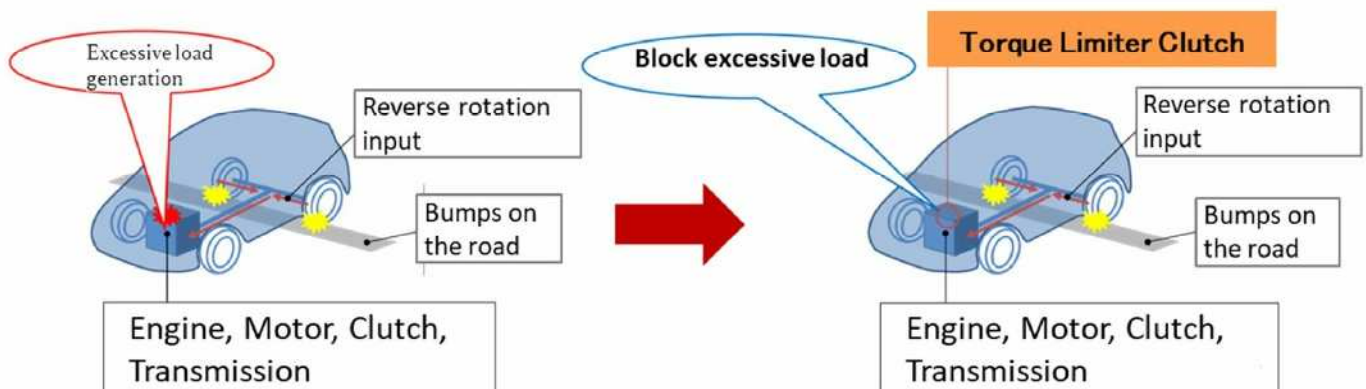 Excessive load
generation
Reverse rotation
input
Bumps on
the road
Engine, Motor, Clutch,
Transmission
Block excessive load
Torque Limiter Clutch
Reverse rotation
input
Bumps on
the road
Engine, Motor, Clutch,
Transmission